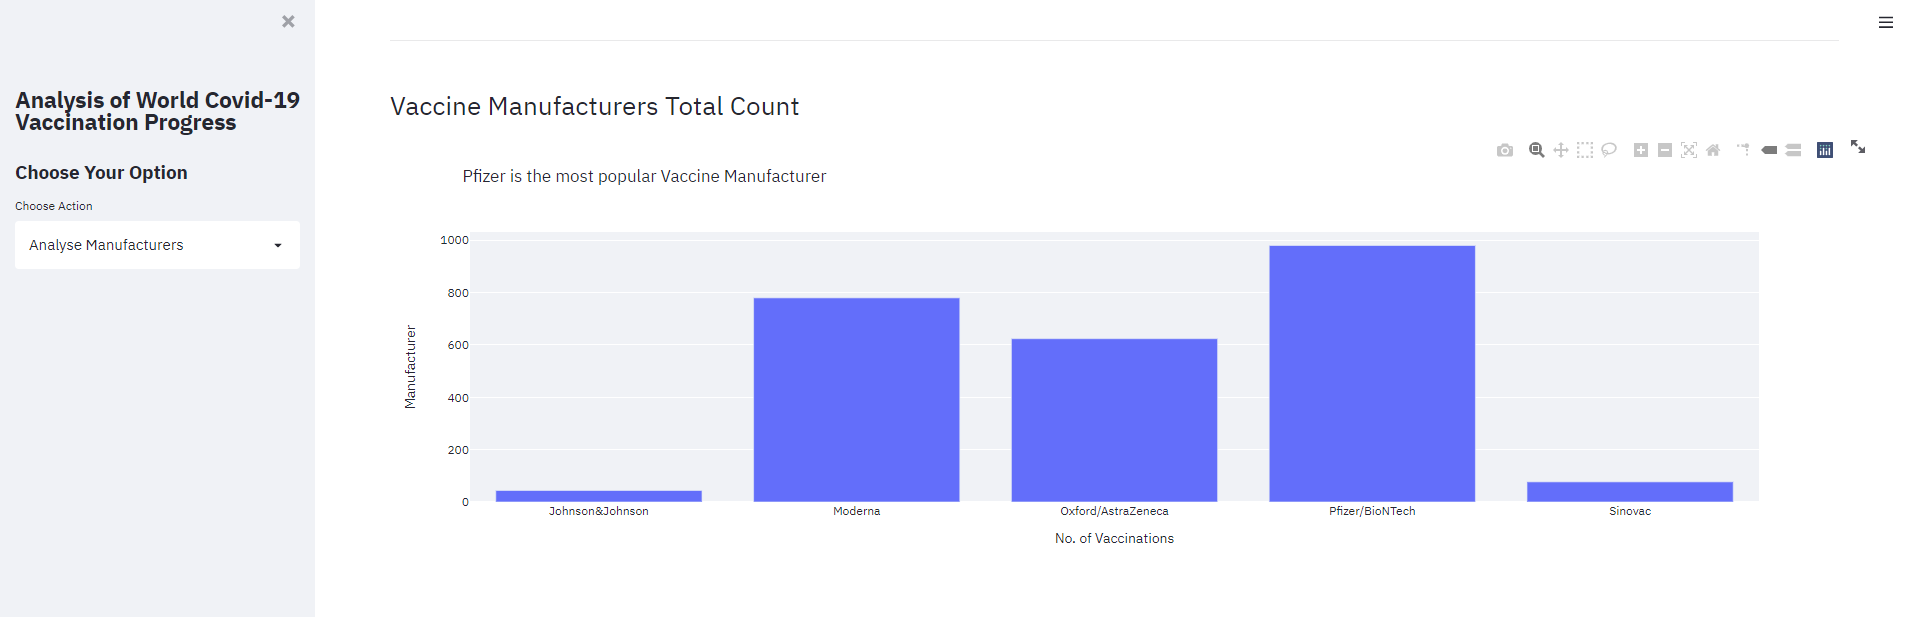 Analysis of World Covid-19
Vaccination Progress
Choose Your Option
Choose Action
Analyse Manufacturers
Vaccine Manufacturers Total Count
Pfizer is the most popular Vaccine Manufacturer
Manufacturer
1000
800
600
400
200
0
Johnson&Johnson
Moderna
Oxford/AstraZeneca
Pfizer/BioNTech
Sinovac
No. of Vaccinations